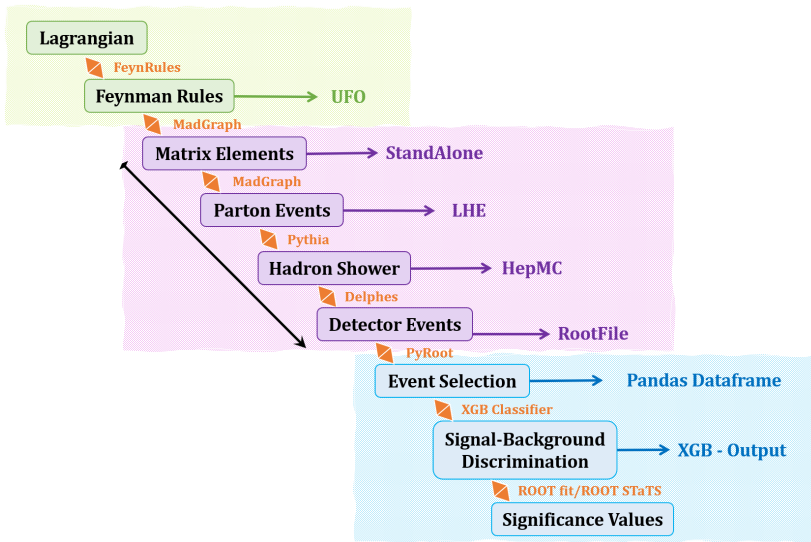 Lagrangian
FeynRules
Feynman Rules
UFO
MadGraph
Matrix Elements
StandAlone
MadGraph
Parton Events
LHE
Pythia
Hadron Shower
HepMC
Delphes
Detector Events
RootFile
PyRoot
Event Selection
Pandas Dataframe
XGB Classifier
Signal-Background
Discrimination
XGB - Output
ROOT fit/ROOT STaTS
Significance Values